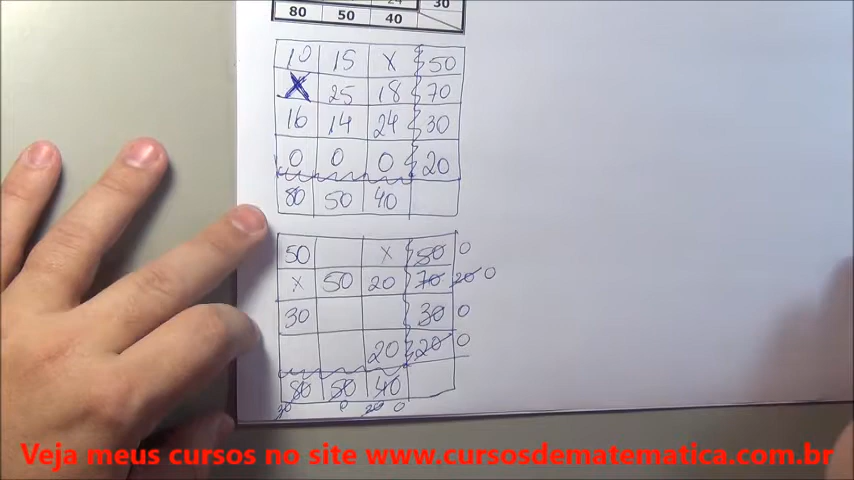 30
80 50 40
10 15 X 50
X 25 18 70
16 14 24 30
0 0 0 20
80 50 40
50 X 50 0
X 50 20 70 20 0
30 30 0
20 20 0
80 50 40
0 20 0
Veja meus cursos no site www.cursosdematematica.com.br